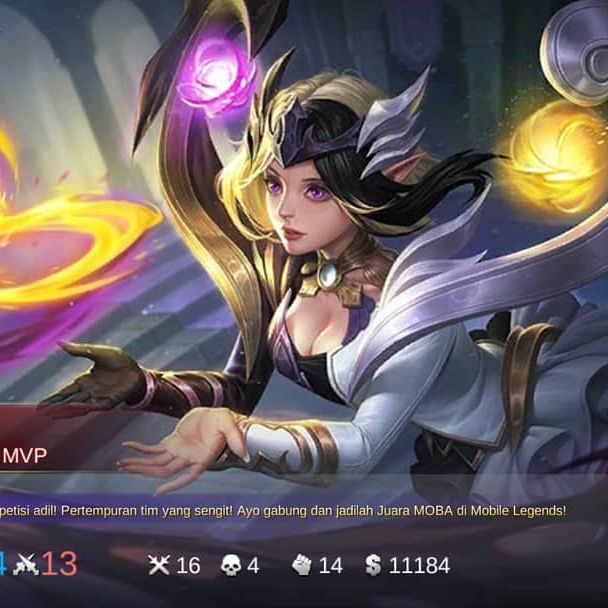 MVP
petisi adil! Pertempuran tim yang sengit! Ayo gabung dan jadilah Juara MOBA di Mobile Legends!
4 13 16 4 14 11184